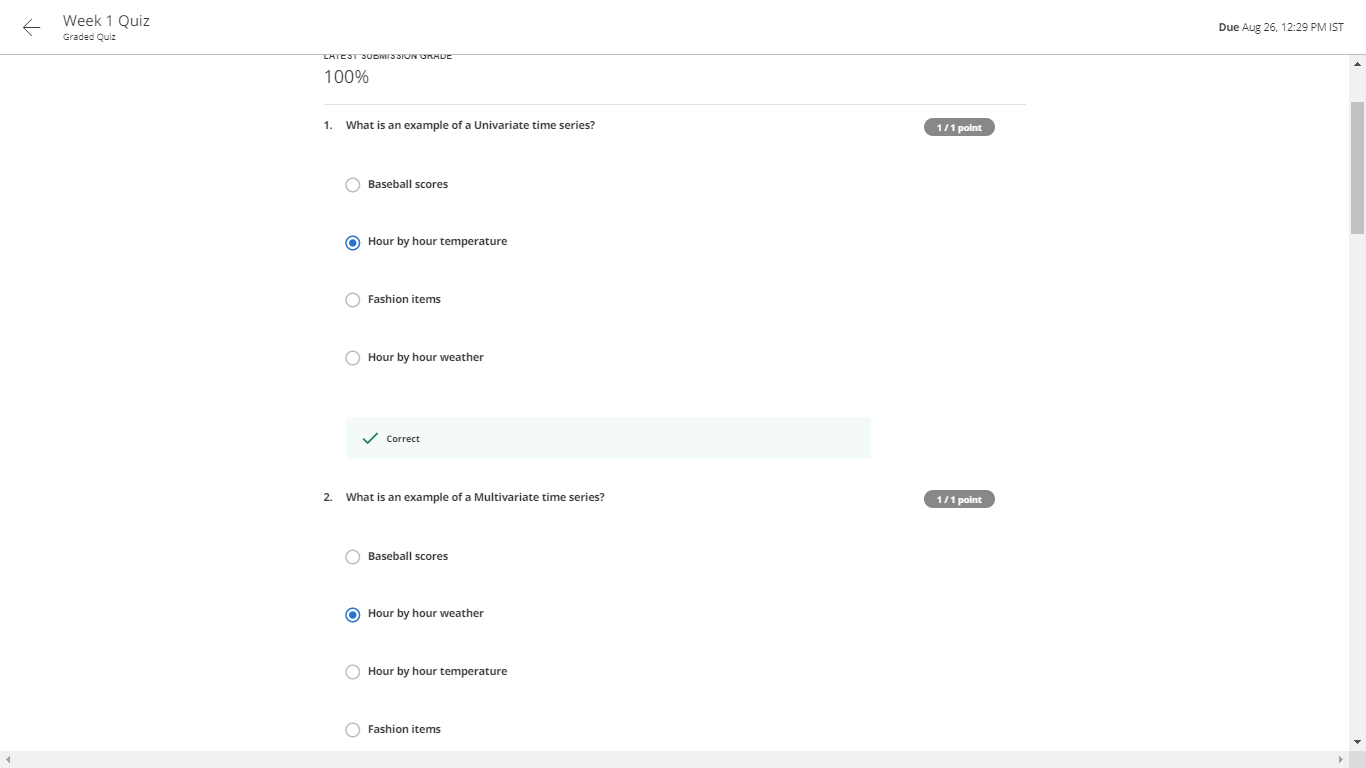 Week 1 Quiz
Graded Quiz
Due Aug 26, 12:29 PM IST
LATEST SUBMISSION GRADE
100%
1. What is an example of a Univariate time series?
1 / 1 point
Baseball scores
Hour by hour temperature
Fashion items
Hour by hour weather
Correct
2. What is an example of a Multivariate time series?
1 / 1 point
Baseball scores
Hour by hour weather
Hour by hour temperature
Fashion items